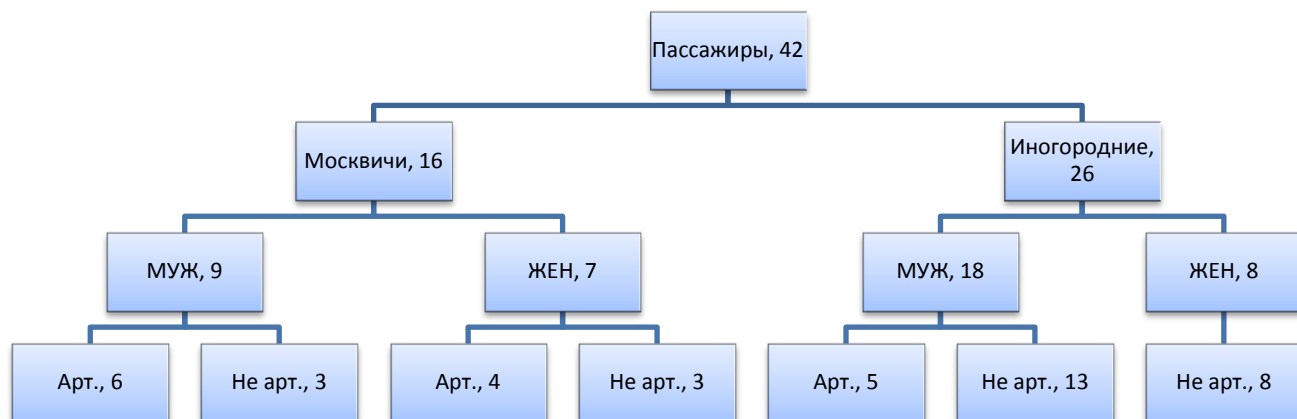 Пассажиры, 42
Москвичи, 16
Иногородние,
26
МУЖ, 9
ЖЕН, 7
МУЖ, 18
ЖЕН, 8
Арт., 6
Не арт., 3
Арт., 4
Не арт., 3
Арт., 5
Не арт., 13
Не арт., 8